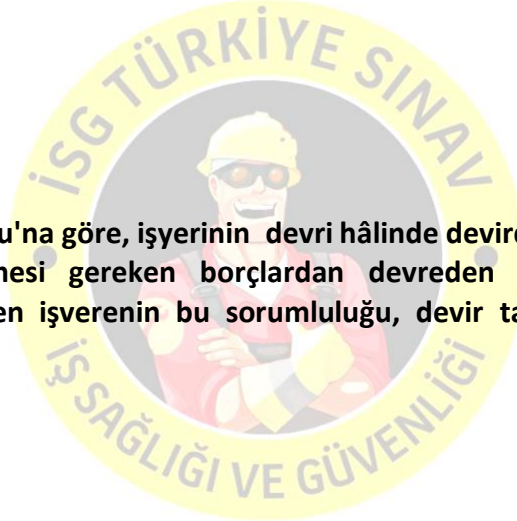 İSG TÜRKİYE SINAV
u'na göre, işyerinin devri hâlinde devird
mesi gereken borçlardan devreden
en işverenin bu sorumluluğu, devir ta
İŞ SAĞLIĞI VE GÜVENLİĞİ